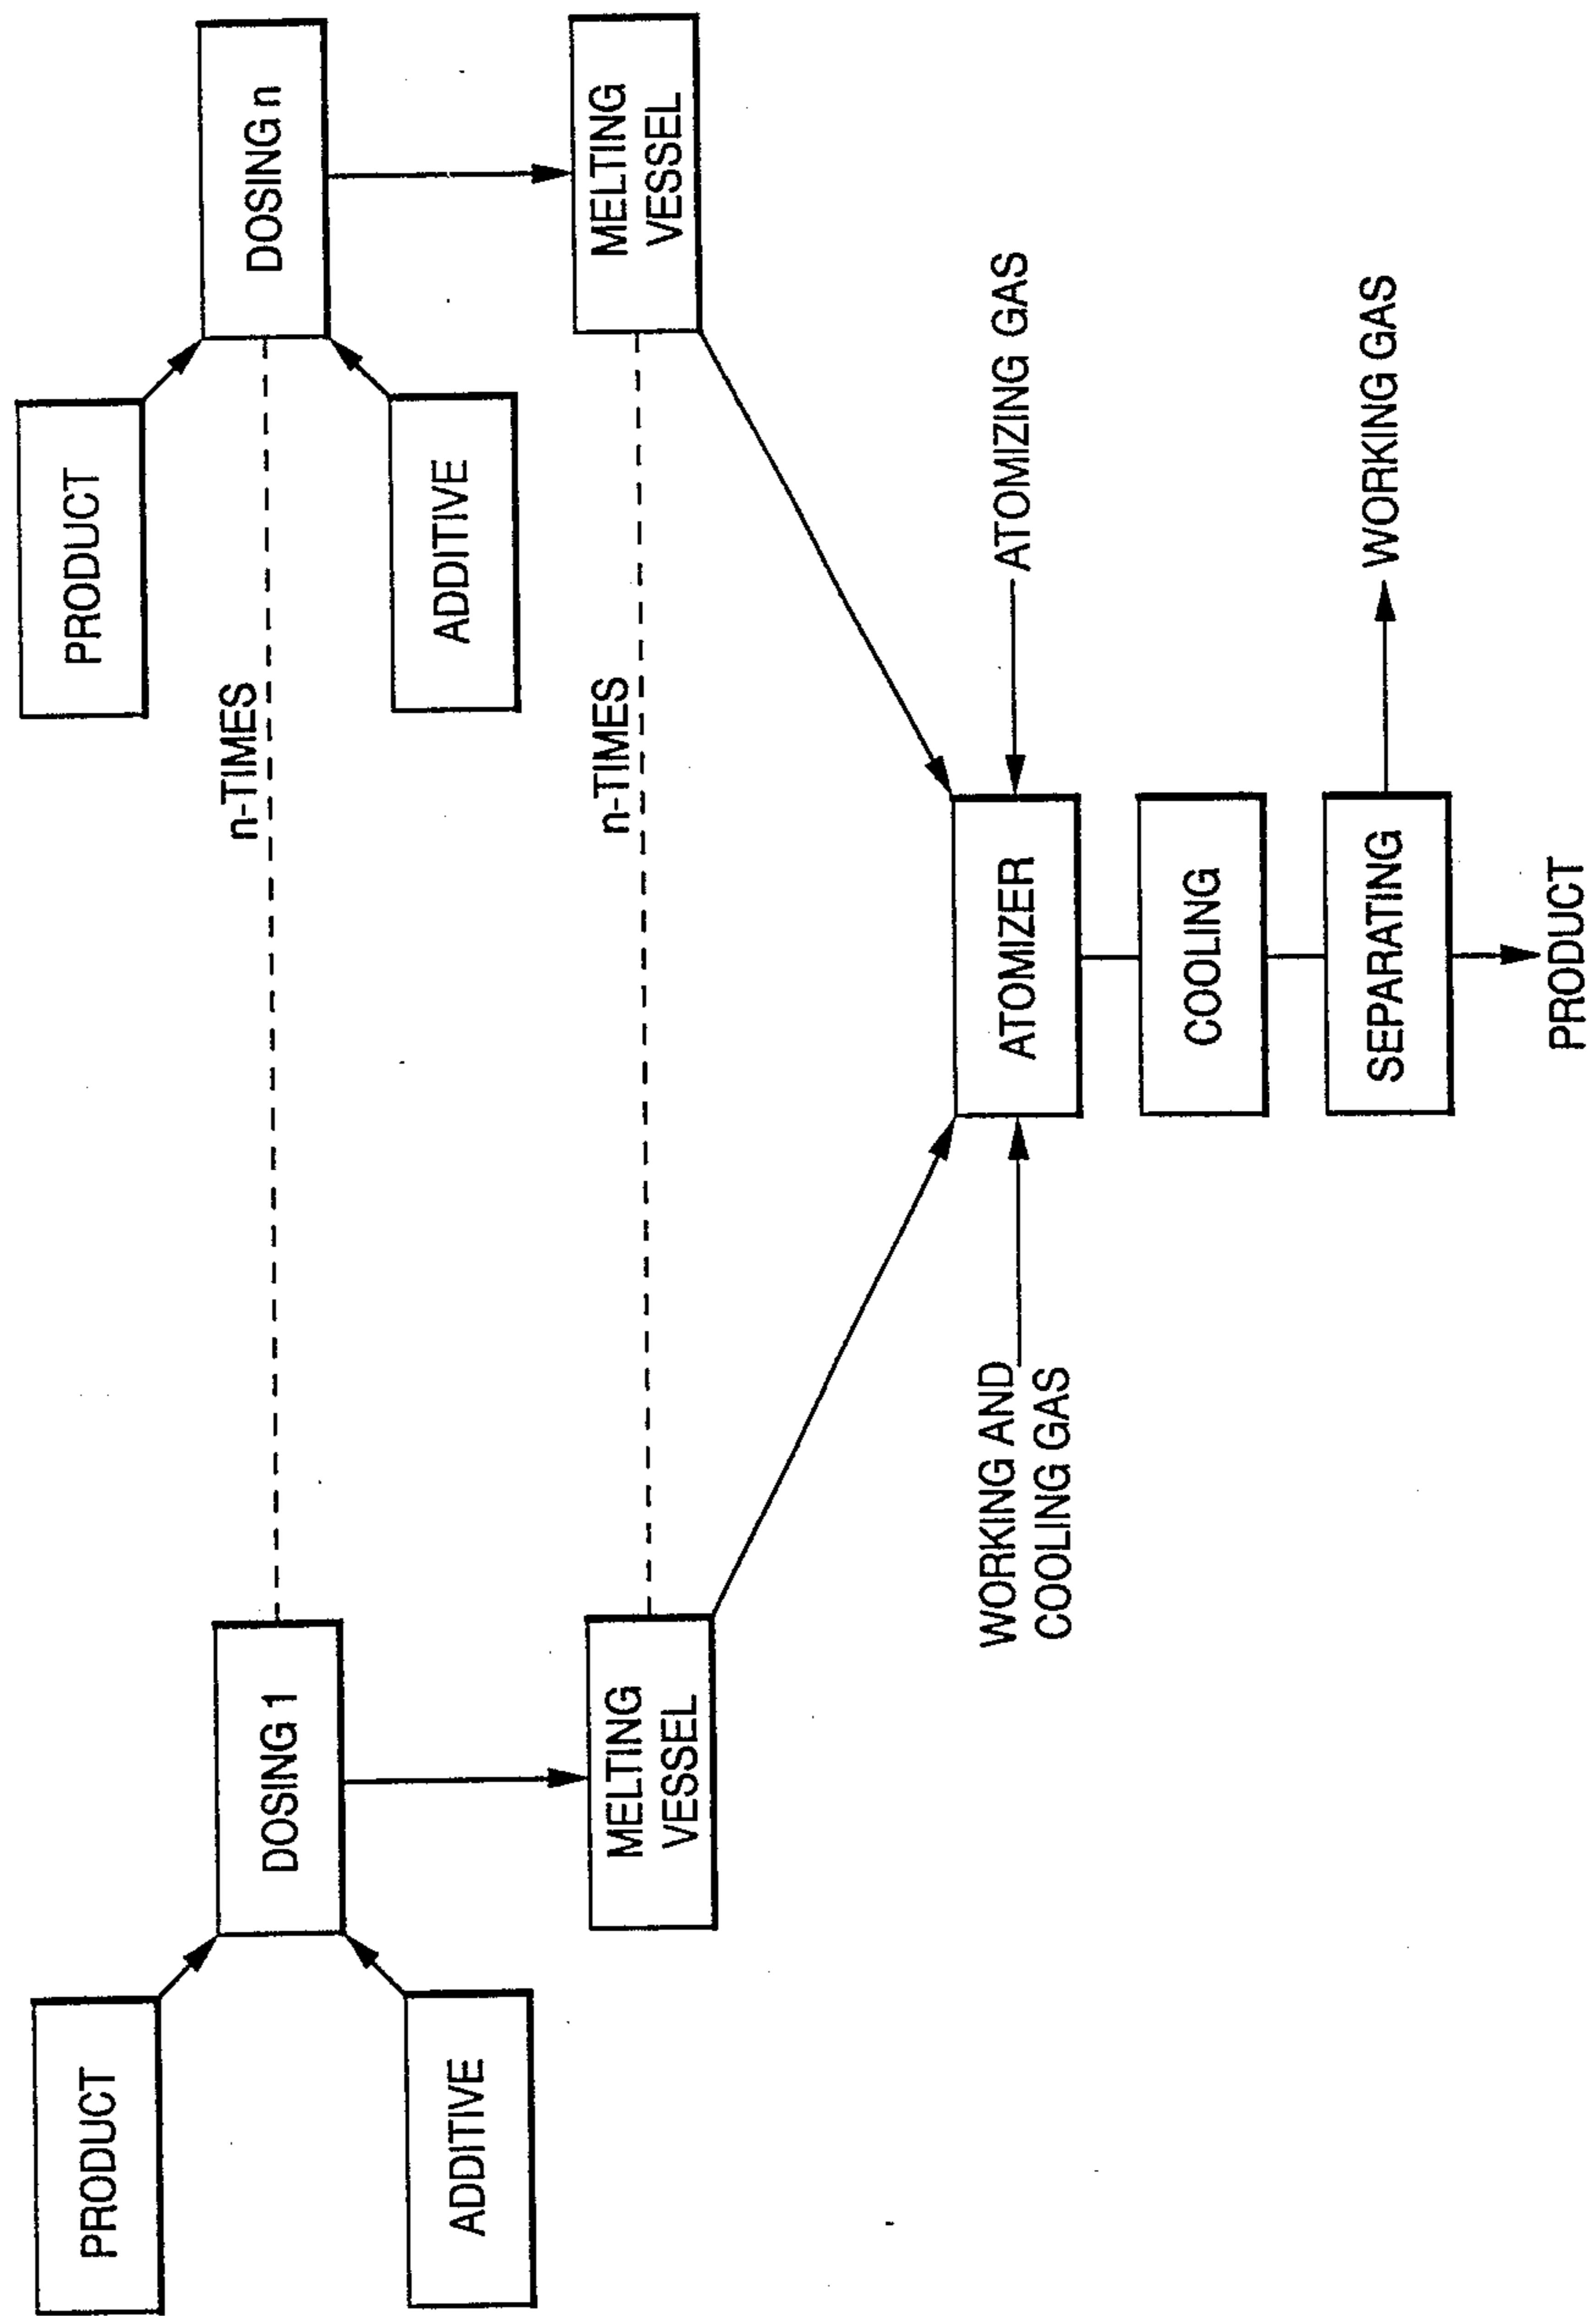 PRODUCT
ADDITIVE
DOSING 1
n-TIMES
PRODUCT
ADDITIVE
DOSING n
MELTING
VESSEL
n-TIMES
MELTING
VESSEL
WORKING AND
COOLING GAS
ATOMIZER
ATOMIZING GAS
COOLING
SEPARATING
WORKING GAS
PRODUCT